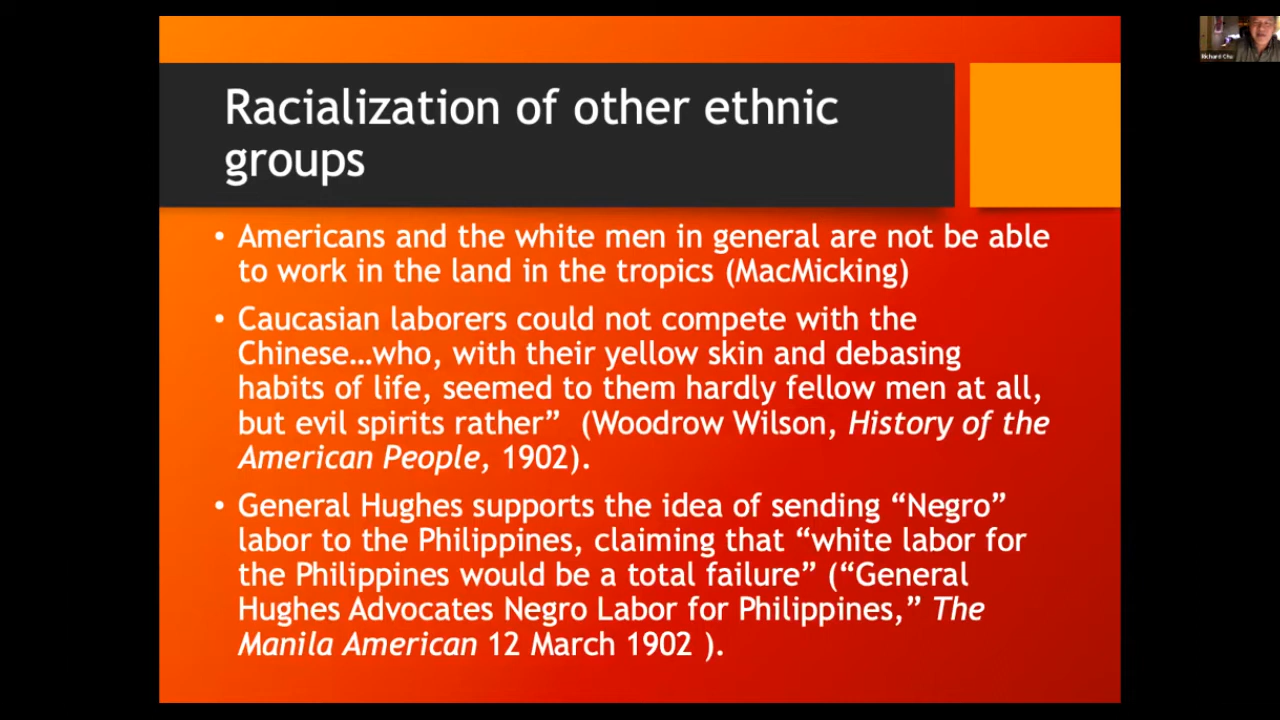 Racialization of other ethnic
groups
• Americans and the white men in general are not be able
to work in the land in the tropics (MacMicking)
• Caucasian laborers could not compete with the
Chinese…who, with their yellow skin and debasing
habits of life, seemed to them hardly fellow men at all,
but evil spirits rather” (Woodrow Wilson, History of the
American People, 1902).
• General Hughes supports the idea of sending “Negro”
labor to the Philippines, claiming that “white labor for
the Philippines would be a total failure” (“General
Hughes Advocates Negro Labor for Philippines,” The
Manila American 12 March 1902 ).
Richard Chu